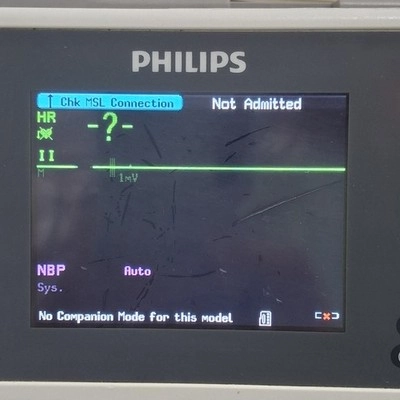 PHILIPS
↑ Chk MSL Connection Not Admitted
HR -?-
II
M 1mV
NBP Auto
Sys.
No Companion Mode for this model